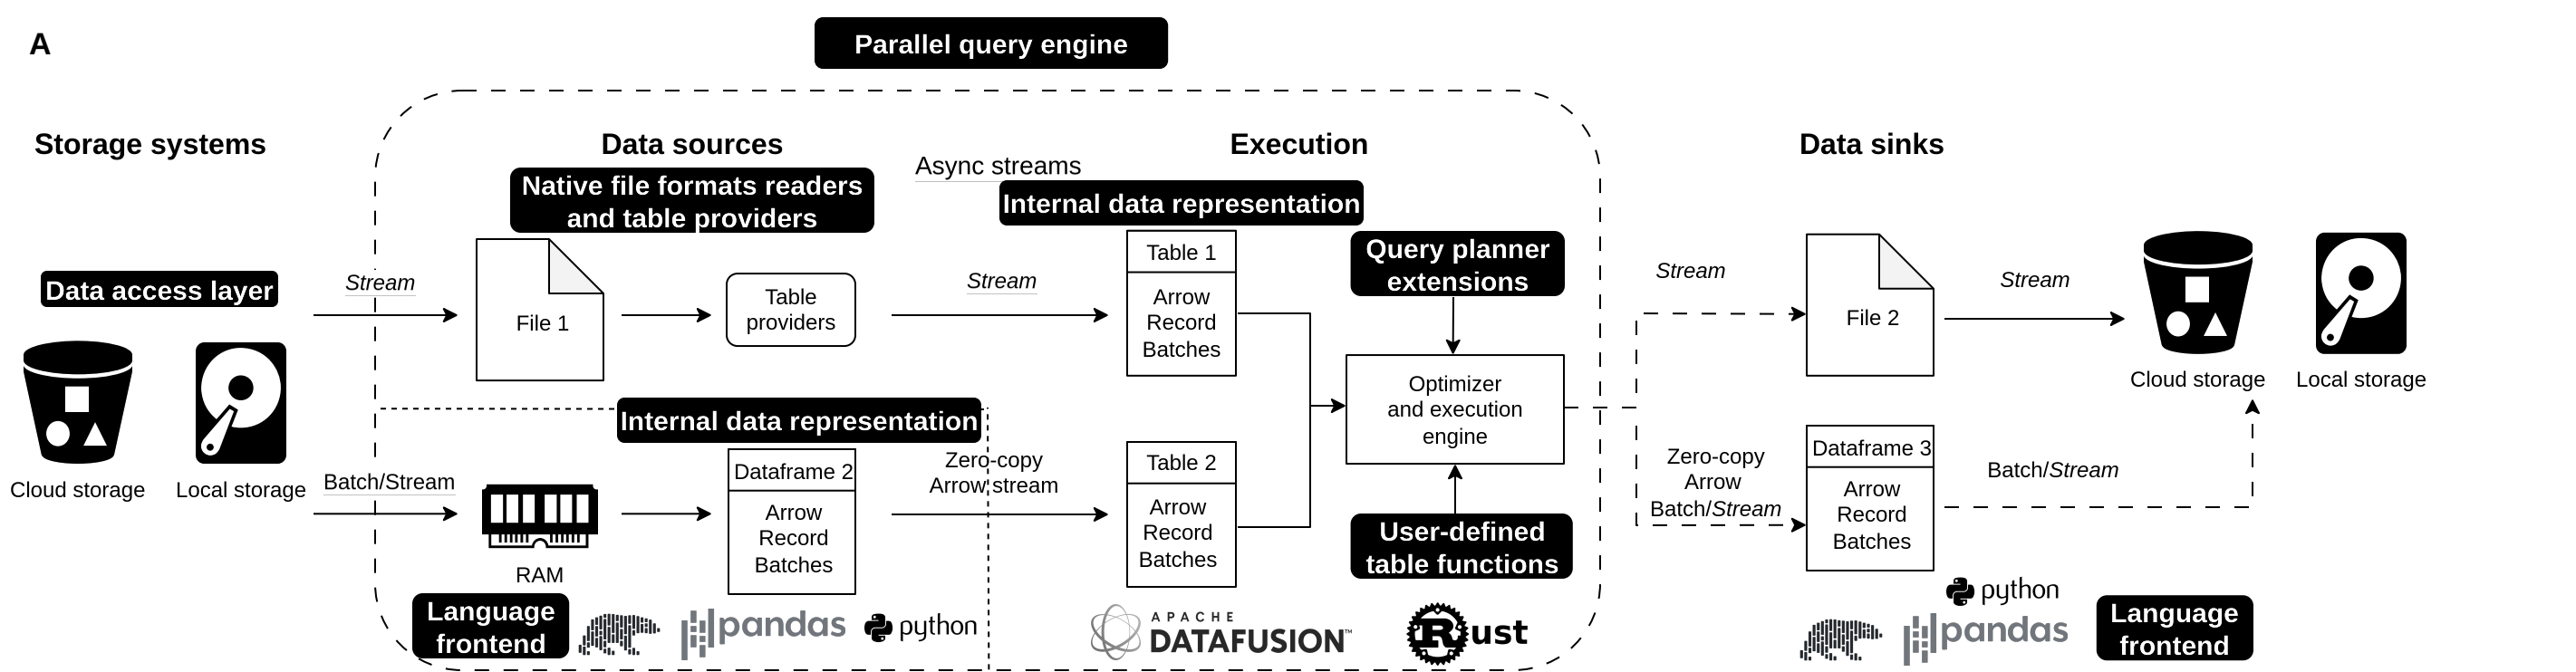 A
Parallel query engine
Storage systems
Data sources
Execution
Data sinks
Async streams
Native file formats readers
and table providers
Internal data representation
Data access layer
Stream
File 1
Table
providers
Stream
Table 1
Arrow
Record
Batches
Query planner
extensions
Optimizer
and execution
engine
Stream
File 2
Stream
Cloud storage
Local storage
Cloud storage
Local storage
Batch/Stream
RAM
Internal data representation
Dataframe 2
Arrow
Record
Batches
Zero-copy
Arrow stream
Table 2
Arrow
Record
Batches
User-defined
table functions
Zero-copy
Arrow
Batch/Stream
Dataframe 3
Arrow
Record
Batches
Batch/Stream
Language
frontend
pandas
python
APACHE
DATAFUSION™
Rust
python
pandas
Language
frontend